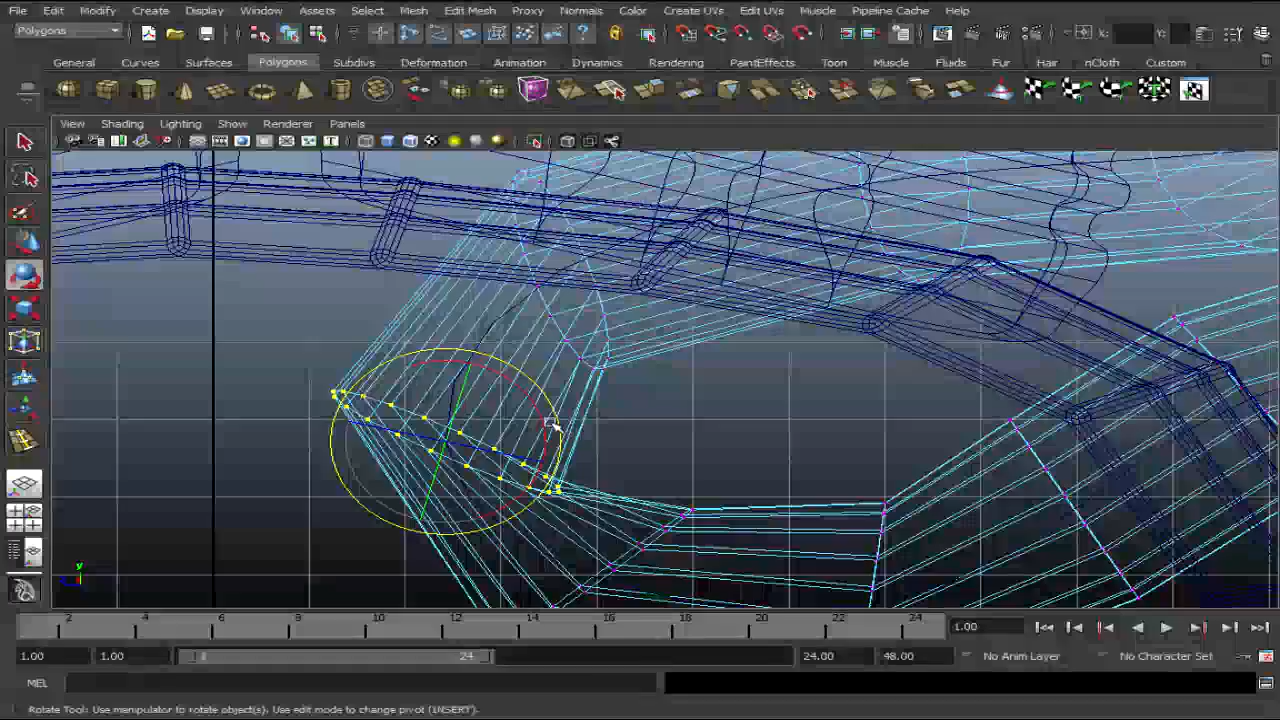 File Edit Modify Create Display Window Assets Select Mesh Edit Mesh Proxy Normals Color Create UVs Edit UVs Muscle Pipeline Cache Help
Polygons X: Y:
General Curves Surfaces Polygons Subdivs Deformation Animation Dynamics Rendering PaintEffects Toon Muscle Fluids Fur Hair nCloth Custom
View Shading Lighting Show Renderer Panels
y
2 4 6 8 10 12 14 16 18 20 22 24 1.00
1.00 1.00 24 24.00 48.00 No Anim Layer No Character Set
MEL
Rotate Tool: Use manipulator to rotate object(s). Use edit mode to change pivot (INSERT).